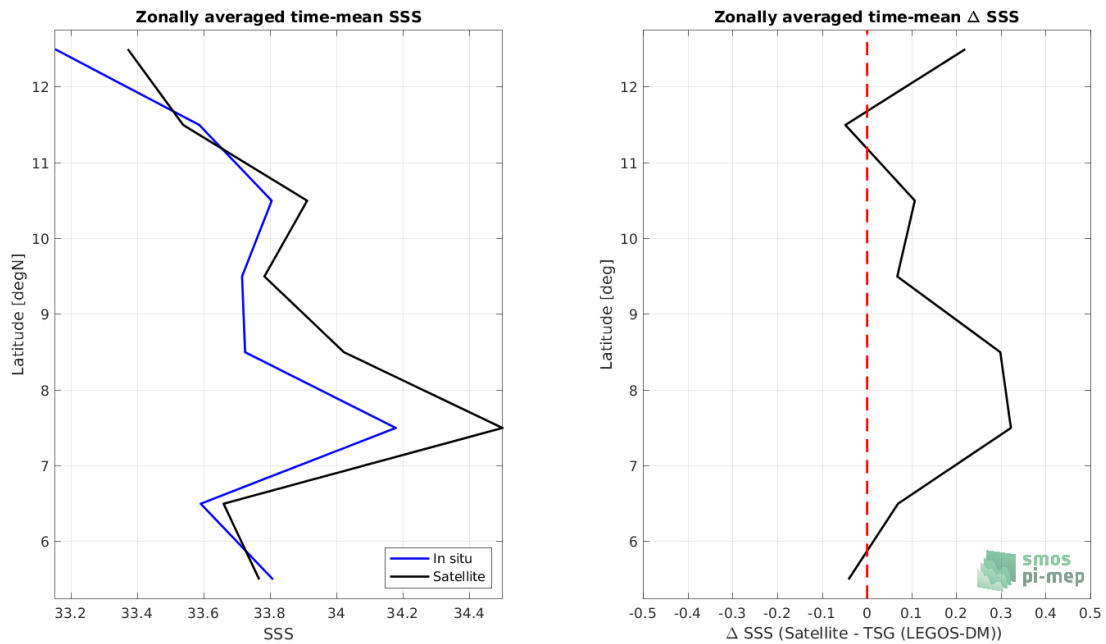 Zonally averaged time-mean SSS
Latitude [degN]
12
11
10
9
8
7
6
33.2 33.4 33.6 33.8 34 34.2 34.4
SSS
In situ
Satellite
Zonally averaged time-mean Δ SSS
Latitude [deg]
12
11
10
9
8
7
6
-0.5 -0.4 -0.3 -0.2 -0.1 0 0.1 0.2 0.3 0.4 0.5
Δ SSS (Satellite - TSG (LEGOS-DM))
smos
pi-mep